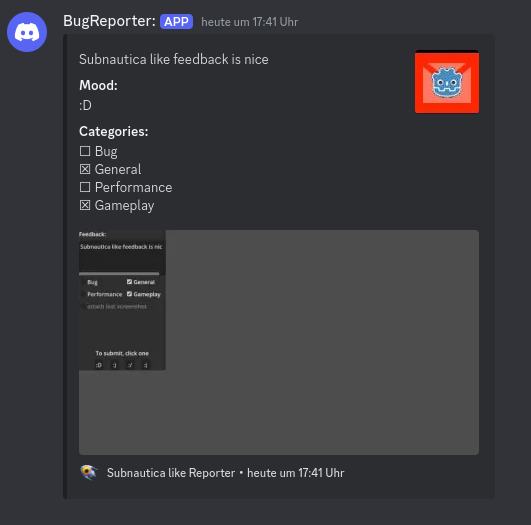 BugReporter: APP heute um 17:41 Uhr
Subnautica like feedback is nice
Mood:
:D
Categories:
☐ Bug
☒ General
☐ Performance
☒ Gameplay
Feedback:
Subnautica like feedback is nic
Bug ☒ General
Performance ☒ Gameplay
attach last screenshot
To submit, click one
:D :) :/ :(
Subnautica like Reporter • heute um 17:41 Uhr